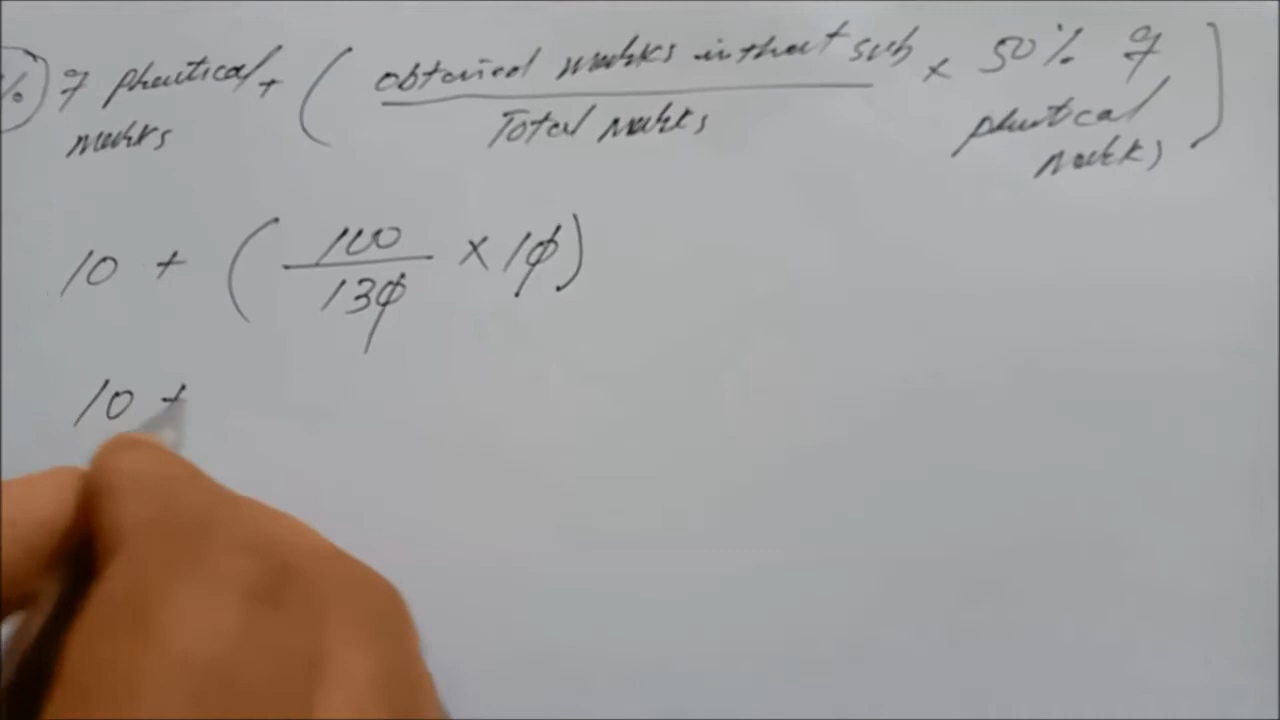 %) of practical + ( obtained marks in that sub × 50% of
marks Total marks practical marks )
10 + ( 100 × 10 )
130
10 +